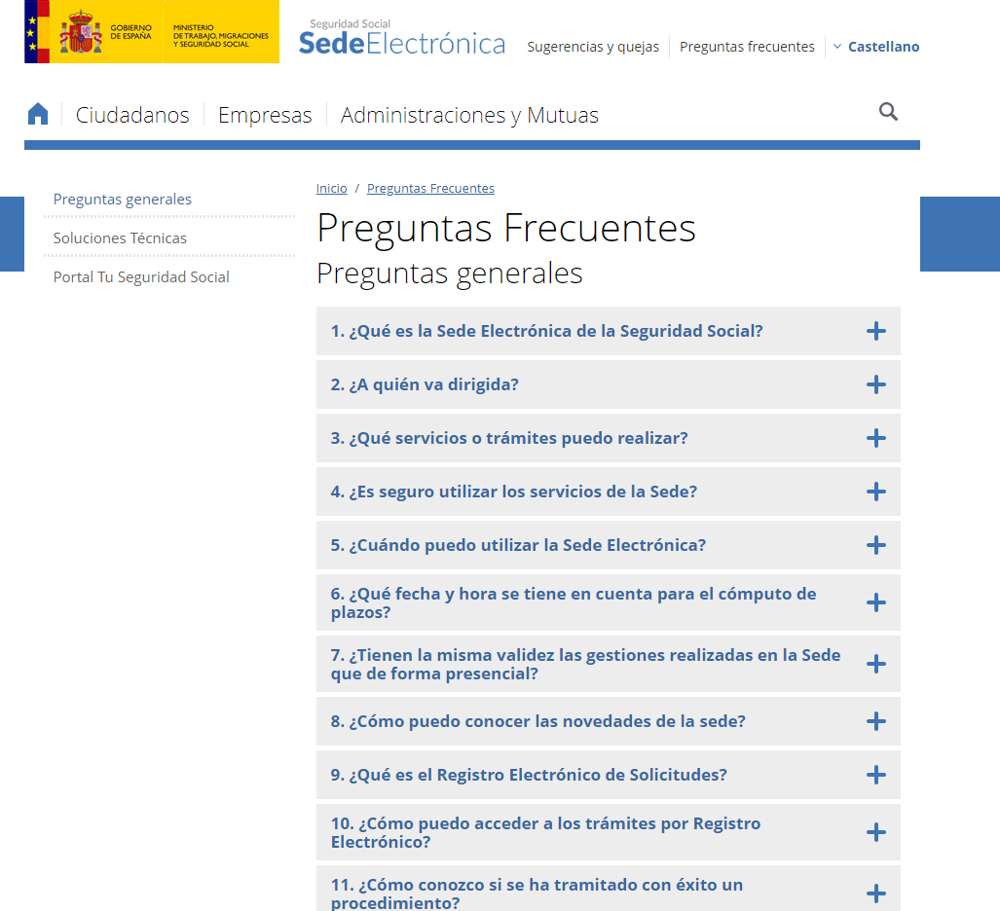 GOBIERNO
DE ESPAÑA
MINISTERIO
DE TRABAJO, MIGRACIONES
Y SEGURIDAD SOCIAL
Seguridad Social
SedeElectrónica
Sugerencias y quejas
Preguntas frecuentes
Castellano
Ciudadanos
Empresas
Administraciones y Mutuas
Preguntas generales
Soluciones Técnicas
Portal Tu Seguridad Social
Inicio / Preguntas Frecuentes
Preguntas Frecuentes
Preguntas generales
1. ¿Qué es la Sede Electrónica de la Seguridad Social?
2. ¿A quién va dirigida?
3. ¿Qué servicios o trámites puedo realizar?
4. ¿Es seguro utilizar los servicios de la Sede?
5. ¿Cuándo puedo utilizar la Sede Electrónica?
6. ¿Qué fecha y hora se tiene en cuenta para el cómputo de
plazos?
7. ¿Tienen la misma validez las gestiones realizadas en la Sede
que de forma presencial?
8. ¿Cómo puedo conocer las novedades de la sede?
9. ¿Qué es el Registro Electrónico de Solicitudes?
10. ¿Cómo puedo acceder a los trámites por Registro
Electrónico?
11. ¿Cómo conozco si se ha tramitado con éxito un
procedimiento?